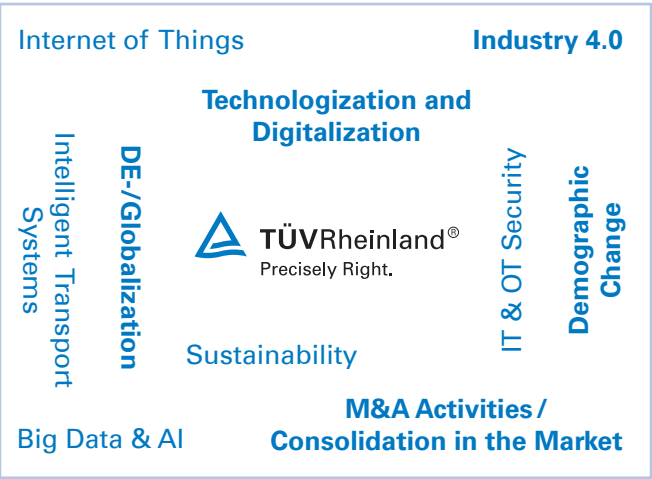 Internet of Things
Industry 4.0
Technologization and
Digitalization
Intelligent Transport
Systems
DE-/Globalization
TÜVRheinland®
Precisely Right.
IT & OT Security
Demographic
Change
Sustainability
M&A Activities /
Consolidation in the Market
Big Data & AI